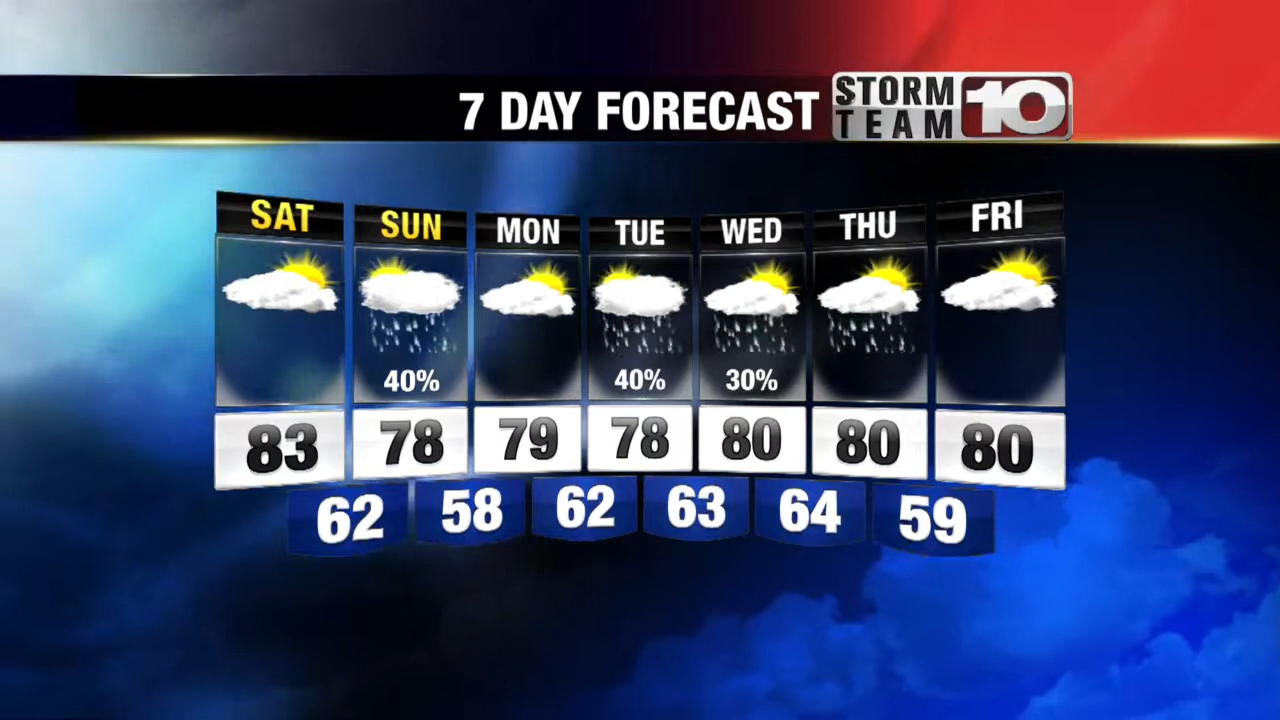 7 DAY FORECAST
STORM
TEAM
10
SAT SUN MON TUE WED THU FRI
40% 40% 30%
83 78 79 78 80 80 80
62 58 62 63 64 59